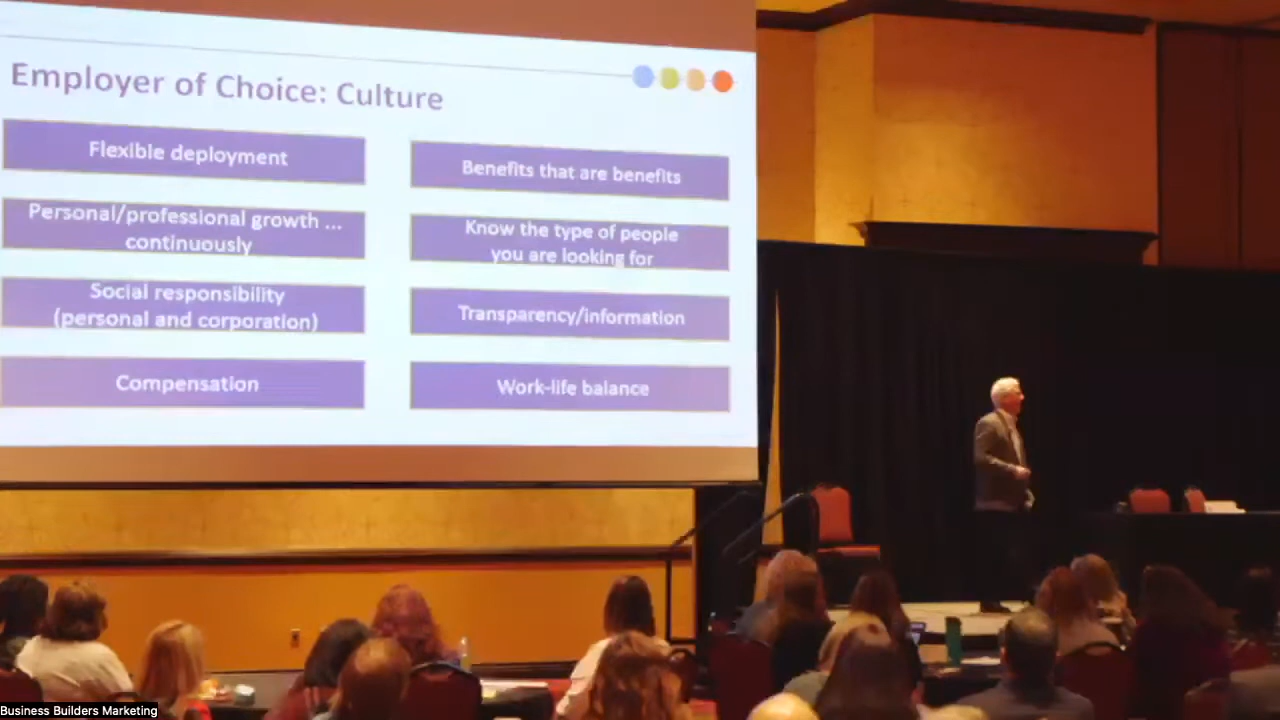 Employer of Choice: Culture
Flexible deployment
Benefits that are benefits
Personal/professional growth ...
continuously
Know the type of people
you are looking for
Social responsibility
(personal and corporation)
Transparency/information
Compensation
Work-life balance
Business Builders Marketing